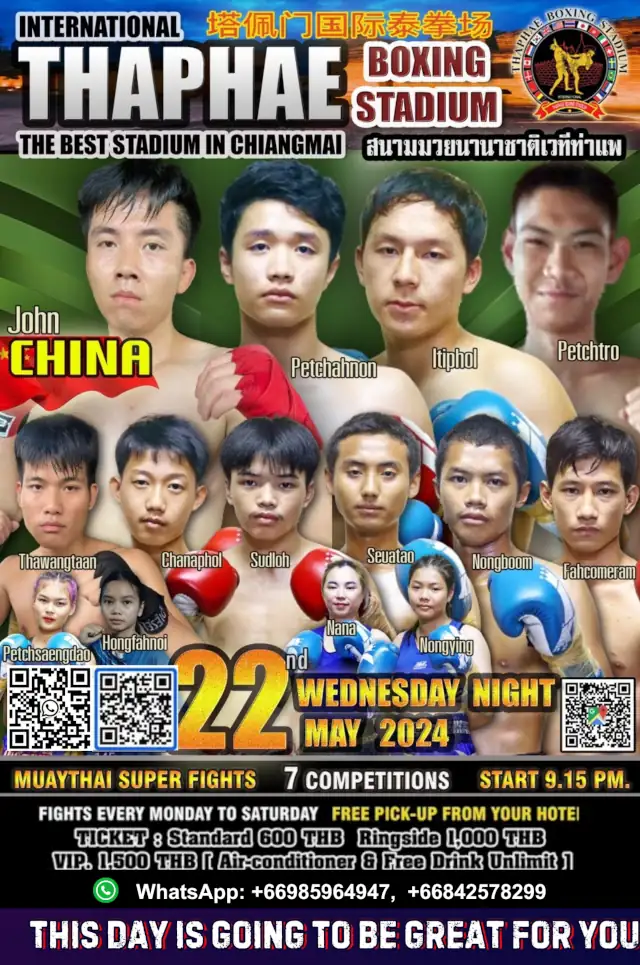 INTERNATIONAL
塔佩门国际泰拳场
THAPHAE
BOXING
STADIUM
THAPHAE BOXING STADIUM
THE BEST STADIUM IN CHIANGMAI
สนามมวยนานาชาติเวทีท่าแพ
John
CHINA
Petchahnon
Itiphol
Petchtro
Thawangtaan
Chanaphol
Sudloh
Seuatao
Nongboom
Fahcomeram
Petchsaengdao
Hongfahnoi
Nana
Nongying
22nd
WEDNESDAY NIGHT
MAY 2024
MUAYTHAI SUPER FIGHTS 7 COMPETITIONS START 9.15 PM.
FIGHTS EVERY MONDAY TO SATURDAY FREE PICK-UP FROM YOUR HOTEl
TICKET : Standard 600 THB Ringside 1,000 THB
VIP. 1.500 THB [ Air-conditioner & Free Drink Unlimit ]
WhatsApp: +66985964947, +66842578299
THIS DAY IS GOING TO BE GREAT FOR YOU